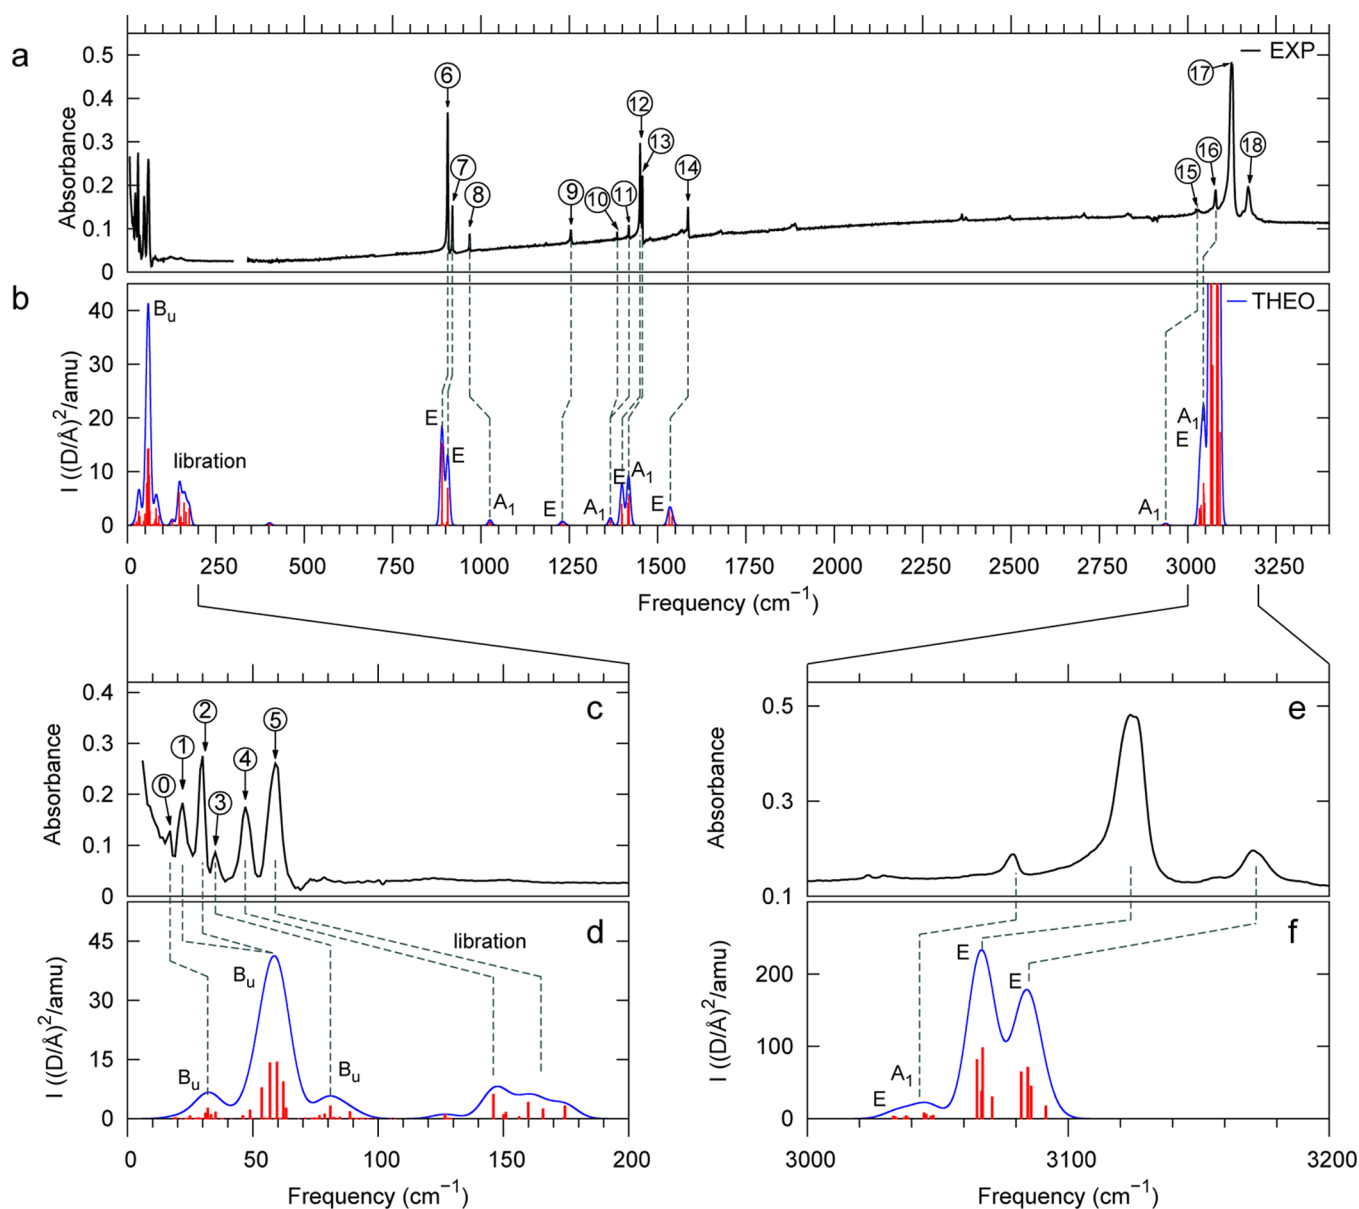 a
EXP
Absorbance
0.5
0.4
0.3
0.2
0.1
0
6
7
8
9
10
11
12
13
14
15
16
17
18
b
THEO
I ((D/Å)²/amu)
40
30
20
10
0
Bᵤ
libration
E
E
A₁
E
A₁
E
A₁
E
A₁
A₁
E
0 250 500 750 1000 1250 1500 1750 2000 2250 2500 2750 3000 3250
Frequency (cm⁻¹)
c
Absorbance
0.4
0.3
0.2
0.1
0
0
1
2
3
4
5
d
I ((D/Å)²/amu)
45
30
15
0
Bᵤ
Bᵤ
Bᵤ
libration
0 50 100 150 200
Frequency (cm⁻¹)
e
Absorbance
0.5
0.3
0.1
f
I ((D/Å)²/amu)
200
100
0
E
A₁
E
E
3000 3100 3200
Frequency (cm⁻¹)